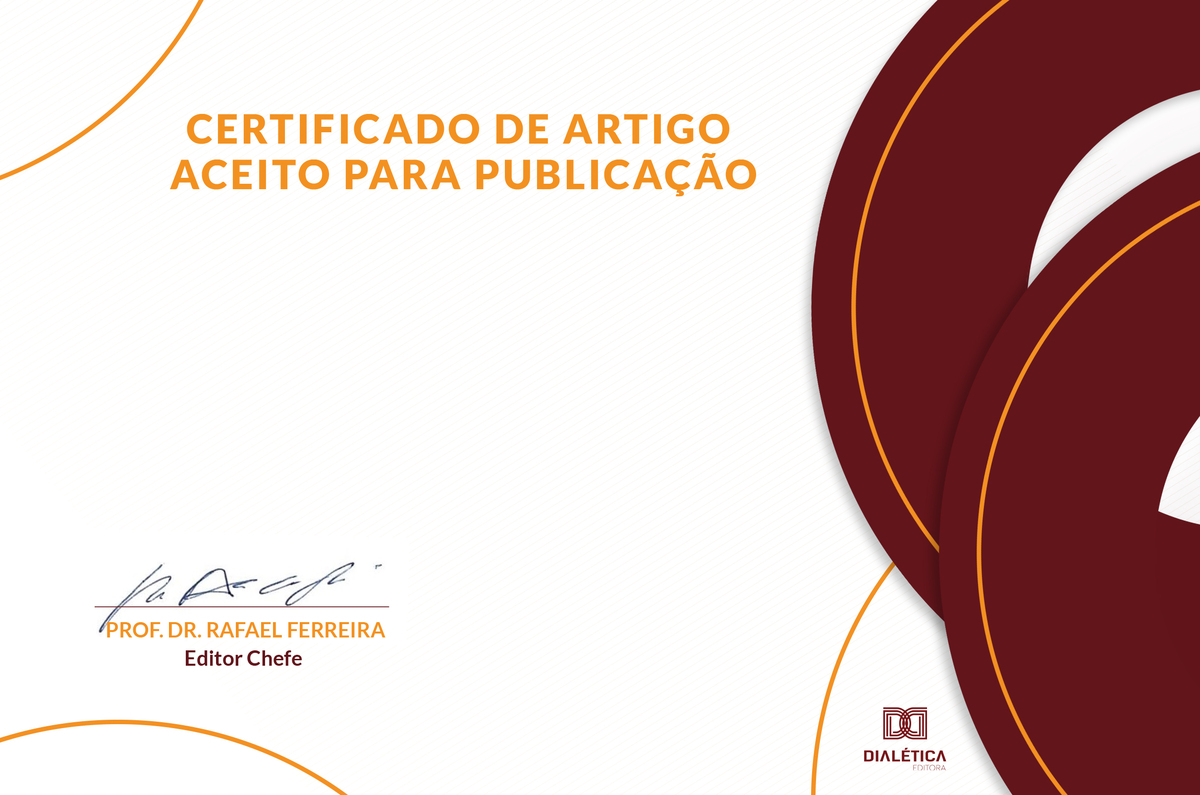 CERTIFICADO DE ARTIGO
ACEITO PARA PUBLICAÇÃO
PROF. DR. RAFAEL FERREIRA
Editor Chefe
DIALÉTICA
EDITORA